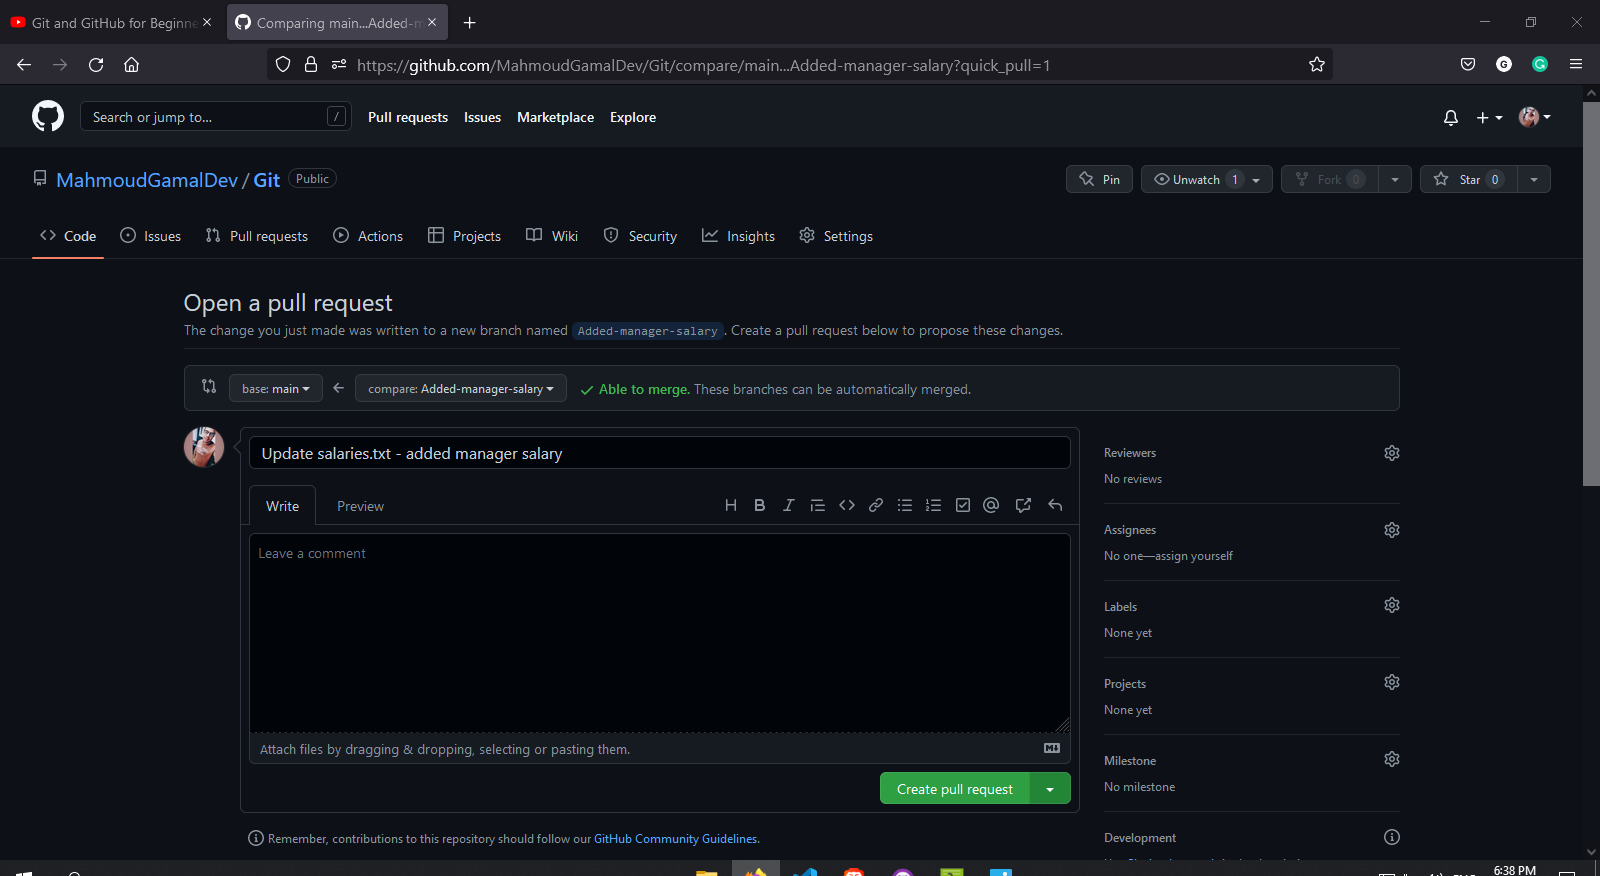 Git and GitHub for Beginne
Comparing main...Added-m
https://github.com/MahmoudGamalDev/Git/compare/main...Added-manager-salary?quick_pull=1
Search or jump to...
/
Pull requests
Issues
Marketplace
Explore
MahmoudGamalDev / Git
Public
Pin
Unwatch 1
Fork 0
Star 0
Code
Issues
Pull requests
Actions
Projects
Wiki
Security
Insights
Settings
Open a pull request
The change you just made was written to a new branch named Added-manager-salary. Create a pull request below to propose these changes.
base: main
compare: Added-manager-salary
Able to merge. These branches can be automatically merged.
Update salaries.txt - added manager salary
Write
Preview
Leave a comment
Attach files by dragging & dropping, selecting or pasting them.
Create pull request
Remember, contributions to this repository should follow our GitHub Community Guidelines.
Reviewers
No reviews
Assignees
No one—assign yourself
Labels
None yet
Projects
None yet
Milestone
No milestone
Development
6:38 PM